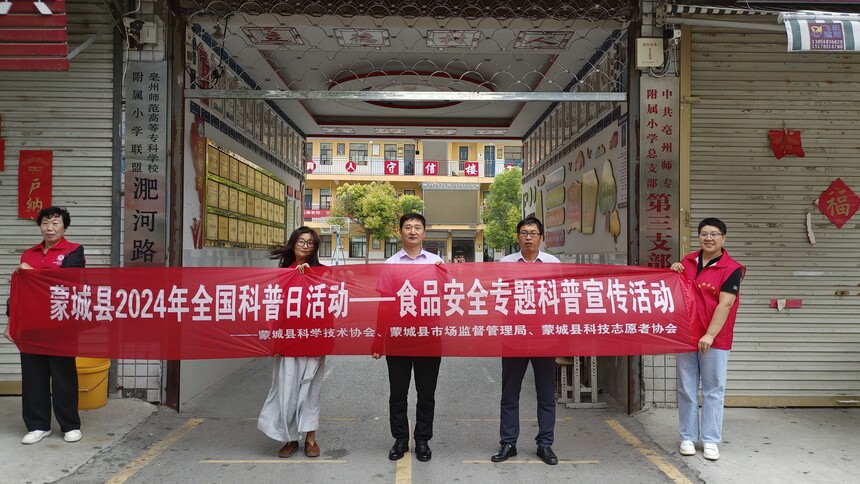 蒙城县2024年全国科普日活动——食品安全专题科普宣传活动
——蒙城县科学技术协会、蒙城县市场监督管理局、蒙城县科技志愿者协会
亳州师范高等专科学校
附属小学联盟
淝河路
中共亳州师专
附属小学总支部
第三支部
人守信
户纳
福